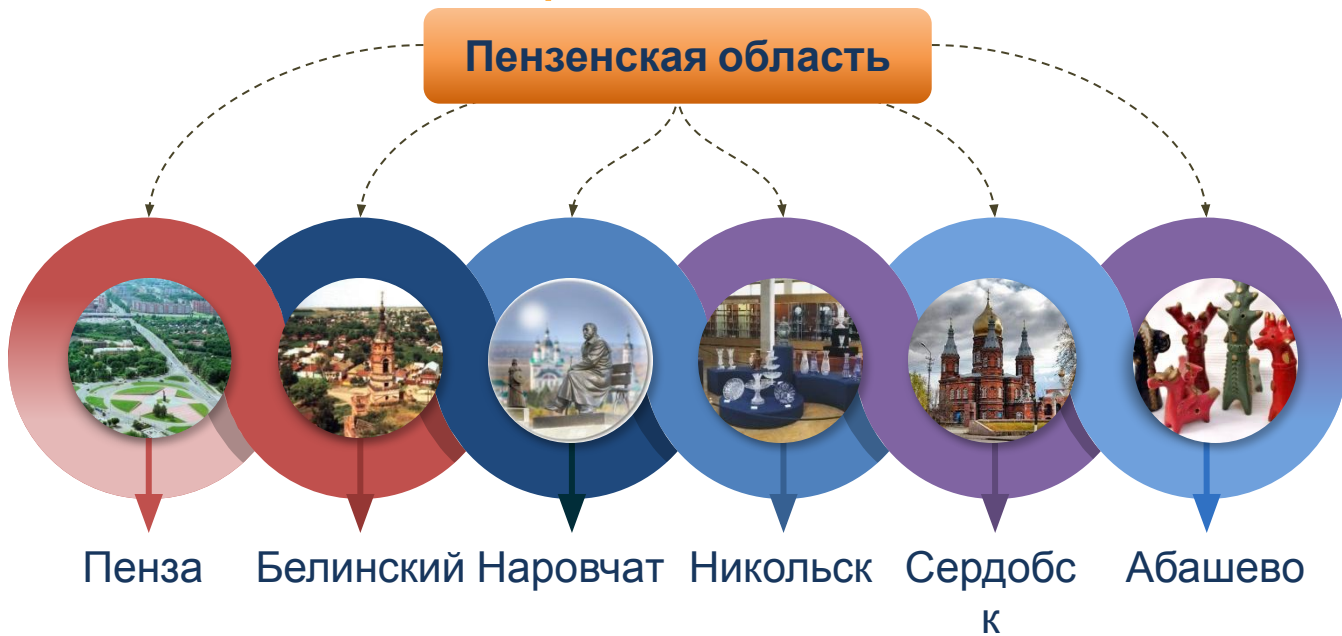 Пензенская область
Пенза
Белинский
Наровчат
Никольск
Сердобс
к
Абашево